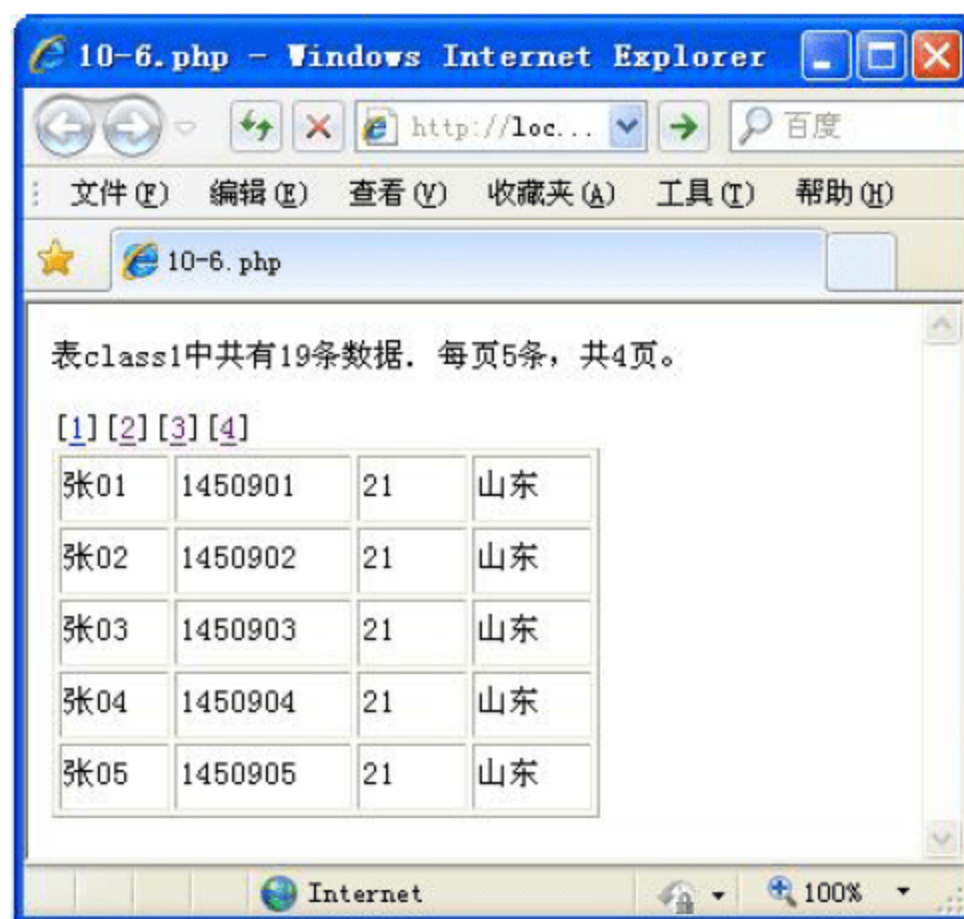 10-6.php - Windows Internet Explorer
http://loc... 百度
文件(F) 编辑(E) 查看(V) 收藏夹(A) 工具(T) 帮助(H)
10-6.php
表class1中共有19条数据. 每页5条，共4页。
[1][2][3][4]
张01 1450901 21 山东
张02 1450902 21 山东
张03 1450903 21 山东
张04 1450904 21 山东
张05 1450905 21 山东
Internet 100%